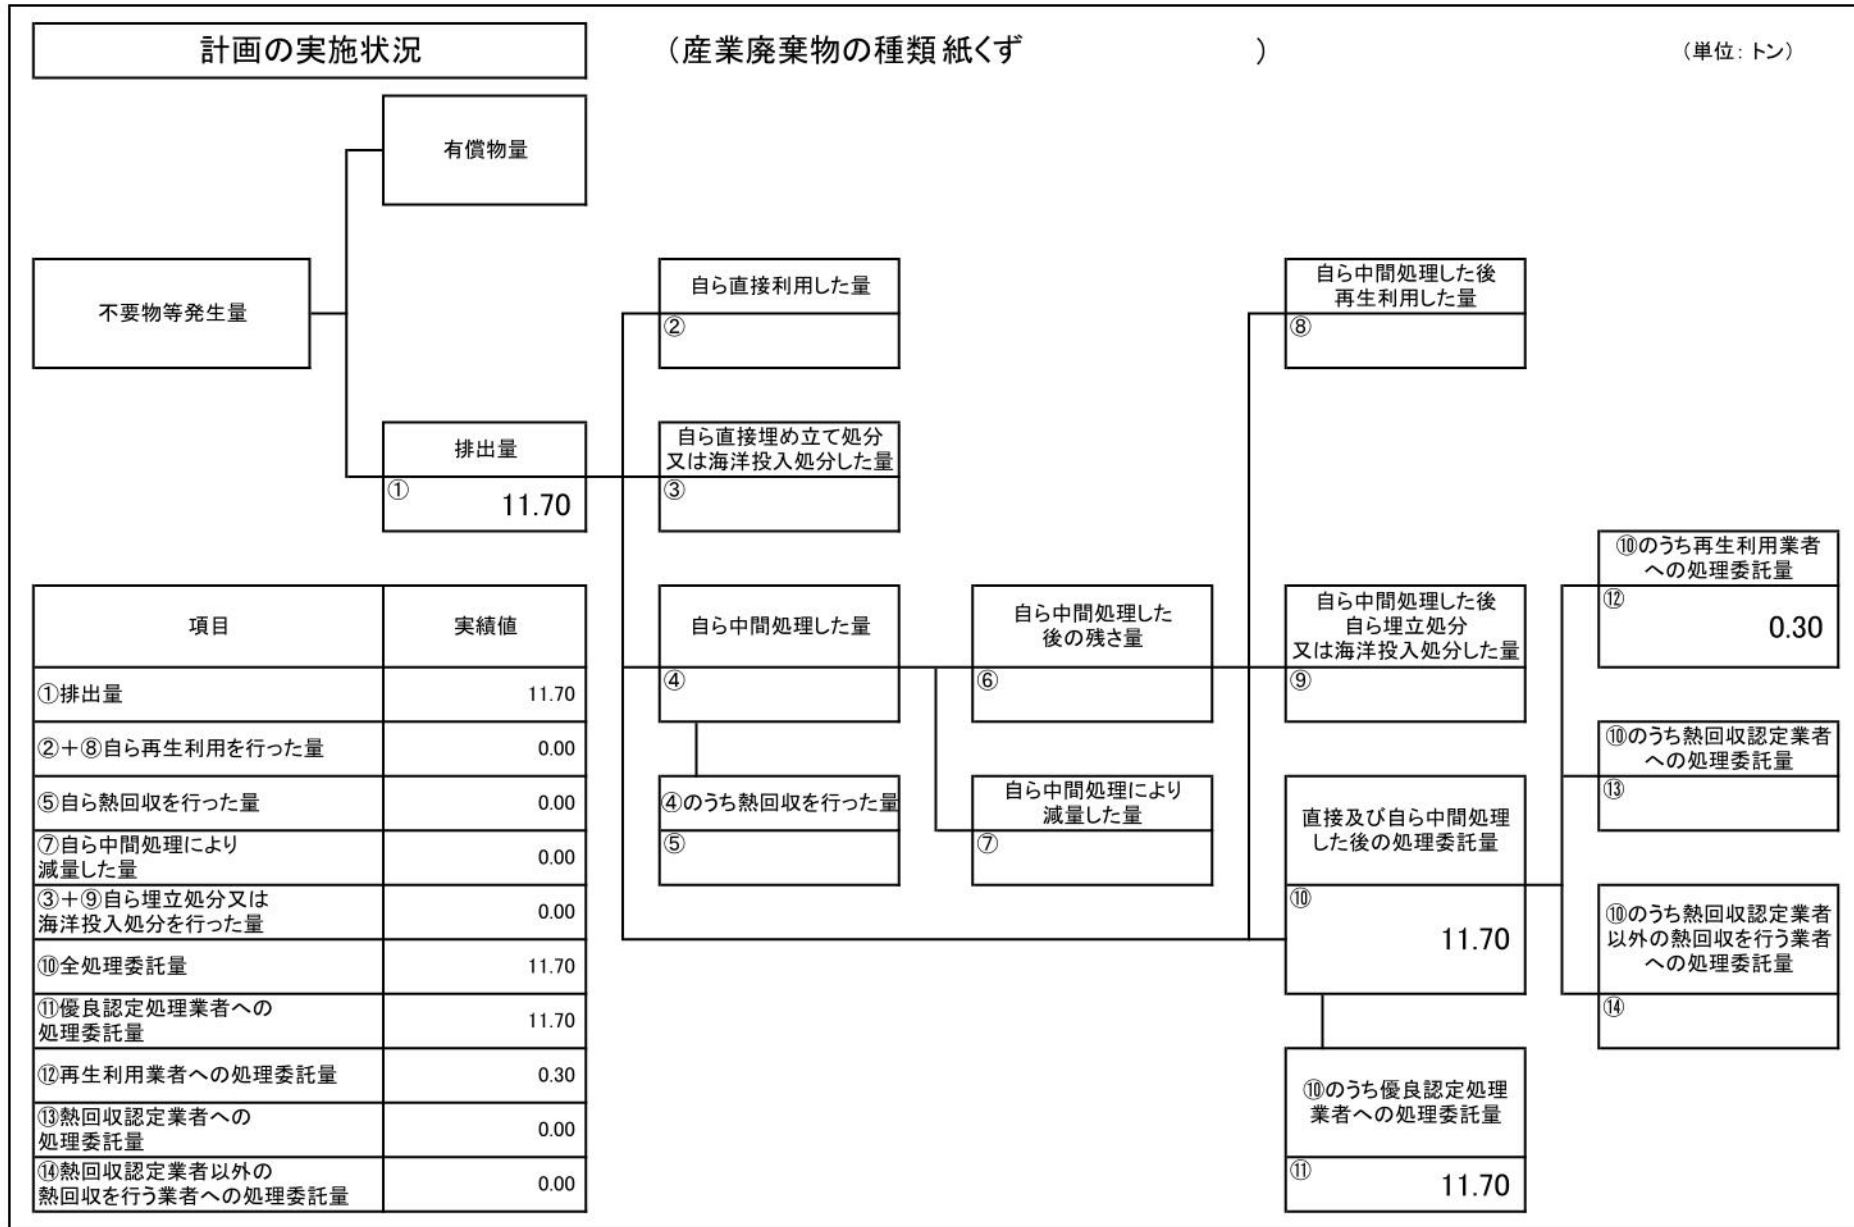 計画の実施状況
（産業廃棄物の種類 紙くず　　　　　　）
（単位：トン）
有償物量
不要物等発生量
排出量
①
11.70
自ら直接利用した量
②
自ら直接埋め立て処分
又は海洋投入処分した量
③
自ら中間処理した量
④
④のうち熱回収を行った量
⑤
自ら中間処理した
後の残さ量
⑥
自ら中間処理により
減量した量
⑦
自ら中間処理した後
再生利用した量
⑧
自ら中間処理した後
自ら埋立処分
又は海洋投入処分した量
⑨
直接及び自ら中間処理
した後の処理委託量
⑩
11.70
⑩のうち優良認定処理
業者への処理委託量
⑪
11.70
⑩のうち再生利用業者
への処理委託量
⑫
0.30
⑩のうち熱回収認定業者
への処理委託量
⑬
⑩のうち熱回収認定業者
以外の熱回収を行う業者
への処理委託量
⑭
項目 実績値
①排出量 11.70
②＋⑧自ら再生利用を行った量 0.00
⑤自ら熱回収を行った量 0.00
⑦自ら中間処理により
減量した量 0.00
③＋⑨自ら埋立処分又は
海洋投入処分を行った量 0.00
⑩全処理委託量 11.70
⑪優良認定処理業者への
処理委託量 11.70
⑫再生利用業者への処理委託量 0.30
⑬熱回収認定業者への
処理委託量 0.00
⑭熱回収認定業者以外の
熱回収を行う業者への処理委託量 0.00